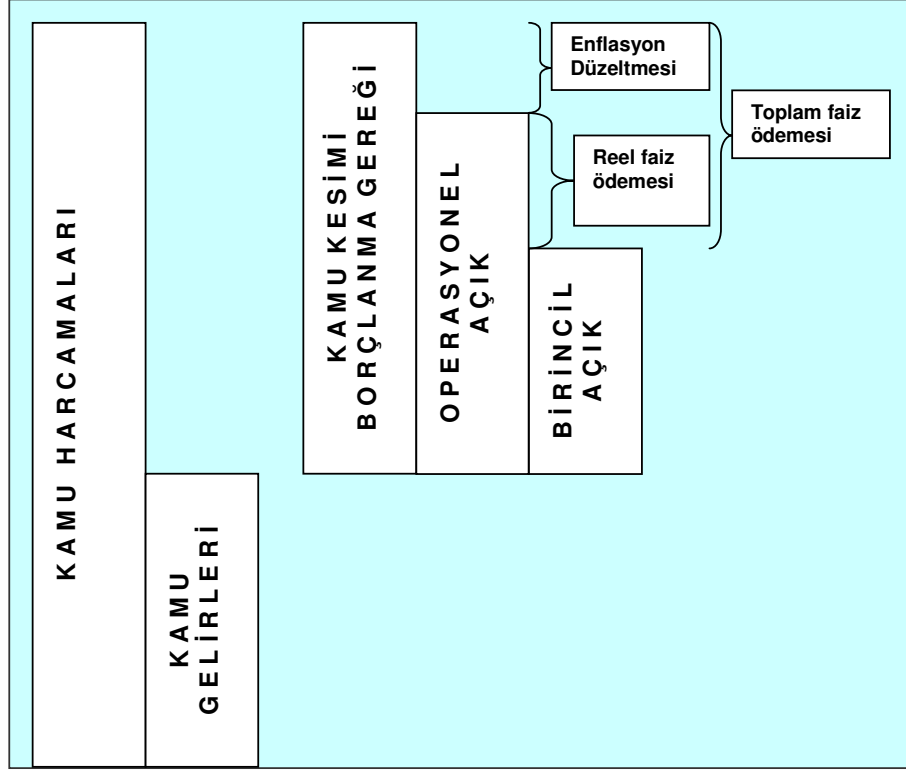 KAMU HARCAMALARI
KAMU
GELİRLERİ
KAMU KESİMİ
BORÇLANMA GEREĞİ
OPERASYONEL
AÇIK
BİRİNCİL
AÇIK
Enflasyon
Düzeltmesi
Reel faiz
ödemesi
Toplam faiz
ödemesi